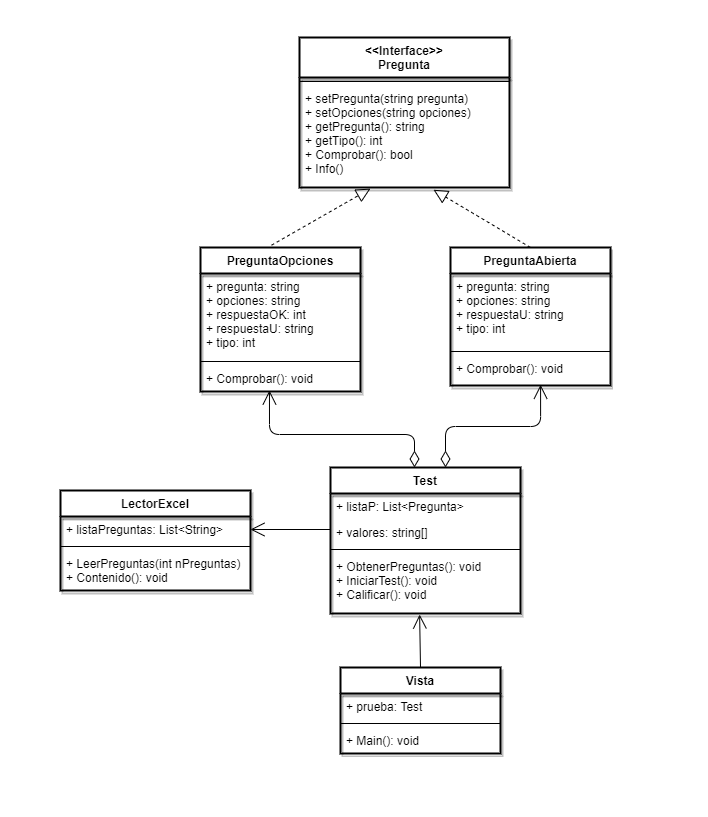 <<Interface>>
Pregunta
+ setPregunta(string pregunta)
+ setOpciones(string opciones)
+ getPregunta(): string
+ getTipo(): int
+ Comprobar(): bool
+ Info()
PreguntaOpciones
+ pregunta: string
+ opciones: string
+ respuestaOK: int
+ respuestaU: string
+ tipo: int
+ Comprobar(): void
PreguntaAbierta
+ pregunta: string
+ opciones: string
+ respuestaU: string
+ tipo: int
+ Comprobar(): void
LectorExcel
+ listaPreguntas: List<String>
+ LeerPreguntas(int nPreguntas)
+ Contenido(): void
Test
+ listaP: List<Pregunta>
+ valores: string[]
+ ObtenerPreguntas(): void
+ IniciarTest(): void
+ Calificar(): void
Vista
+ prueba: Test
+ Main(): void